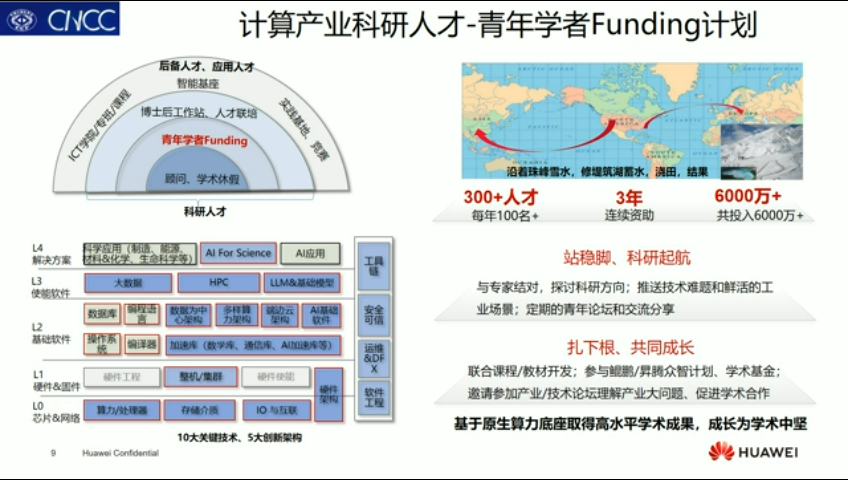 CNCC
计算产业科研人才-青年学者Funding计划
后备人才、应用人才
智能基座
ICT学院/专班/课程
实践基地、竞赛
博士后工作站、人才联培
青年学者Funding
顾问、学术休假
科研人才
沿着珠峰雪水，修堤筑湖蓄水，浇田，结果
300+人才
每年100名+
3年
连续资助
6000万+
共投入6000万+
L4
解决方案
科学应用（制造、能源、
材料&化学、生命科学等）
AI For Science
AI应用
工具
链
L3
使能软件
大数据
HPC
LLM&基础模型
L2
基础软件
数据库
编程语
言
数据为中
心架构
多样算
力架构
端边云
架构
AI基础
软件
安全
可信
操作系
统
编译器
加速库（数学库、通信库、AI加速库等）
运维
&DF
X
L1
硬件&固件
硬件工程
整机/集群
硬件使能
硬件
架构
软件
工程
L0
芯片&网络
算力/处理器
存储介质
IO 与互联
10大关键技术、5大创新架构
站稳脚、科研起航
与专家结对，探讨科研方向；推送技术难题和鲜活的工
业场景；定期的青年论坛和交流分享
扎下根、共同成长
联合课程/教材开发；参与鲲鹏/昇腾众智计划、学术基金；
邀请参加产业/技术论坛理解产业大问题、促进学术合作
基于原生算力底座取得高水平学术成果，成长为学术中坚
9
Huawei Confidential
HUAWEI